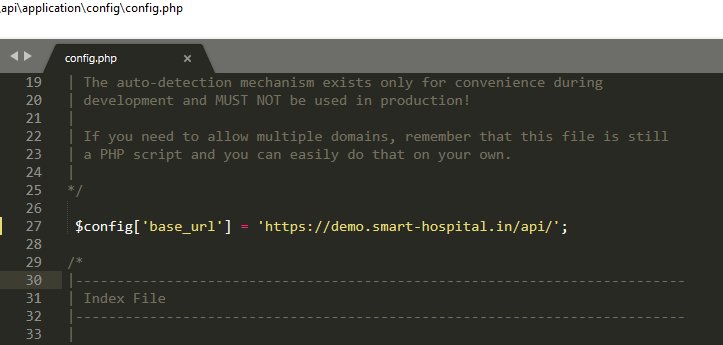 api\application\config\config.php
config.php ×
19 | The auto-detection mechanism exists only for convenience during
20 | development and MUST NOT be used in production!
21 |
22 | If you need to allow multiple domains, remember that this file is still
23 | a PHP script and you can easily do that on your own.
24 |
25 */
26
27 $config['base_url'] = 'https://demo.smart-hospital.in/api/';
28
29 /*
30 |--------------------------------------------------------------------------
31 | Index File
32 |--------------------------------------------------------------------------
33 |